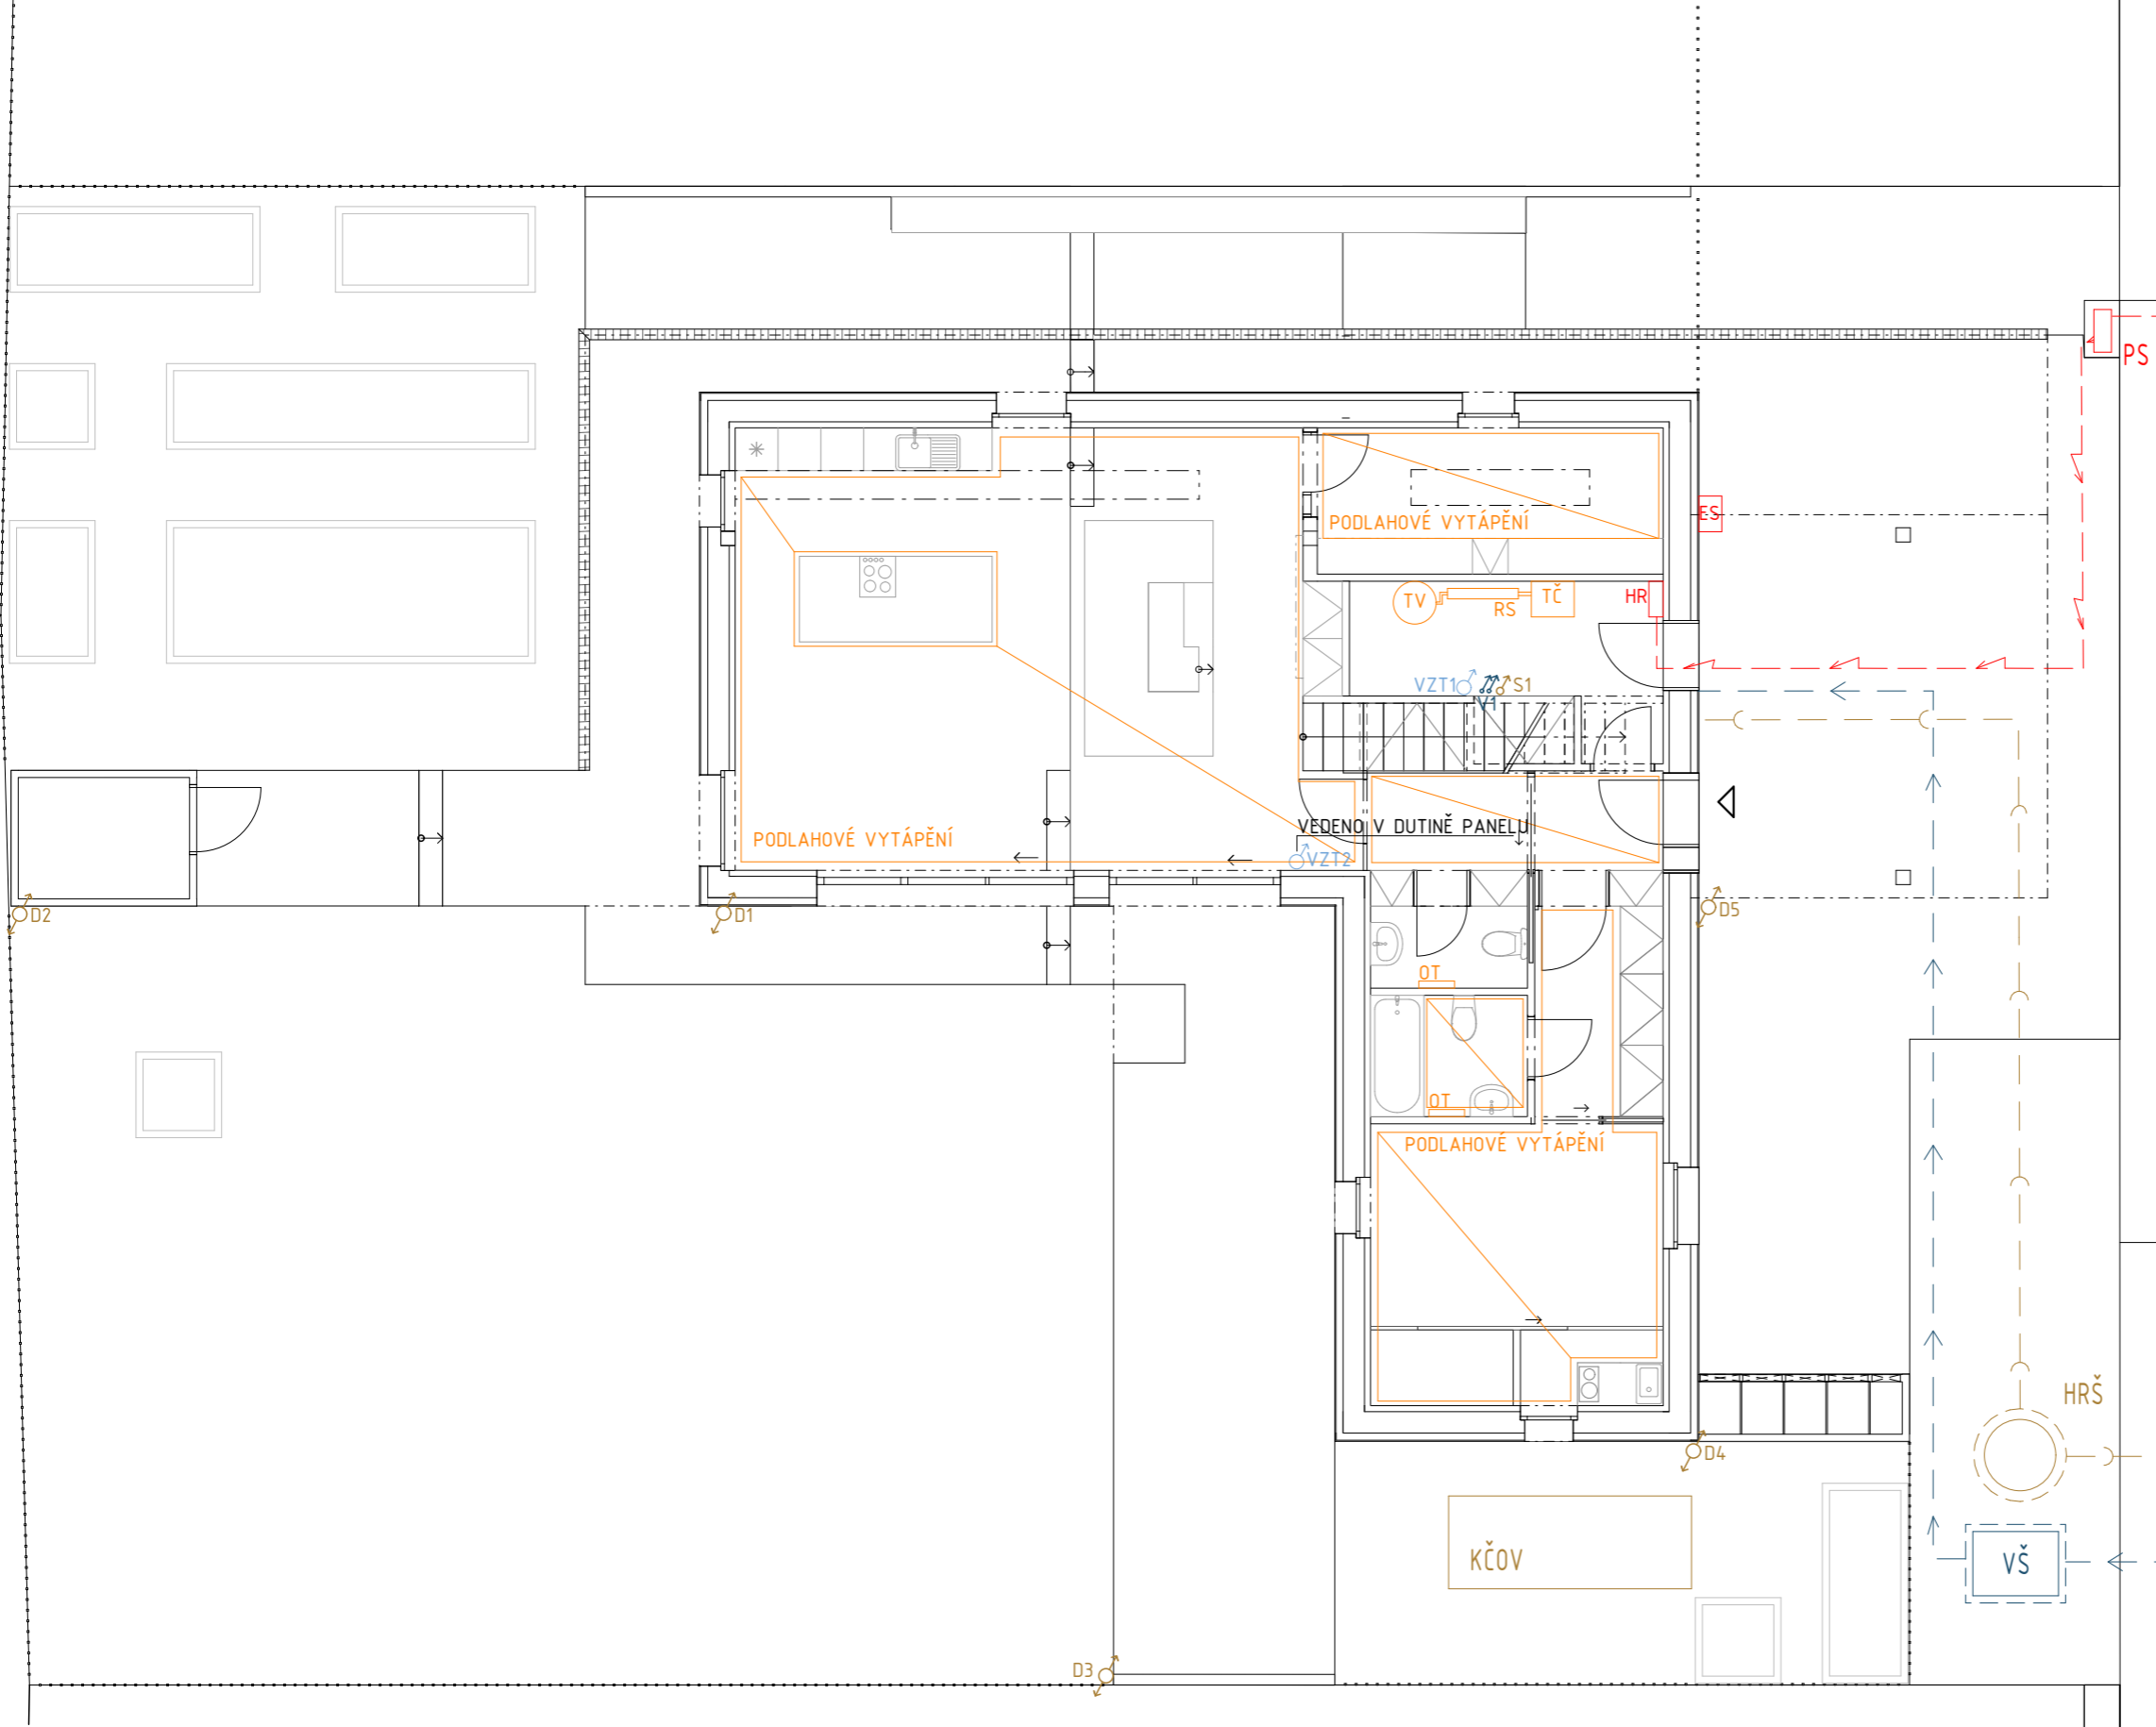 PS
ES
PODLAHOVÉ VYTÁPĚNÍ
TV
RS
TČ
HR
VZT1
V1
S1
VEDENO V DUTINĚ PANELU
PODLAHOVÉ VYTÁPĚNÍ
VZT2
D2
D1
D5
OT
OT
PODLAHOVÉ VYTÁPĚNÍ
HRŠ
D4
KČOV
VŠ
D3